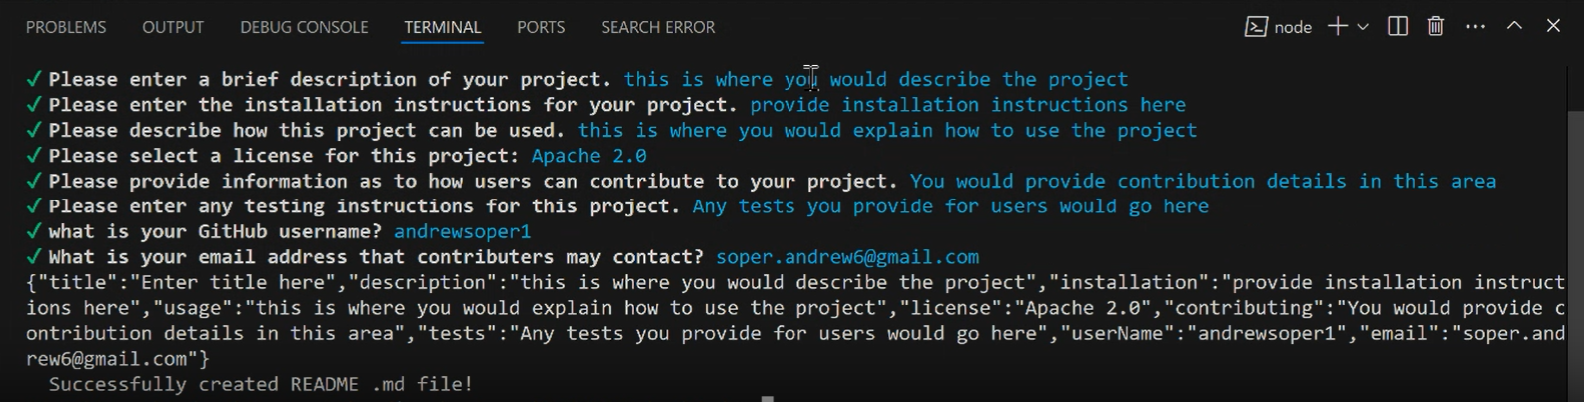 PROBLEMS OUTPUT DEBUG CONSOLE TERMINAL PORTS SEARCH ERROR node
✓ Please enter a brief description of your project. this is where you would describe the project
✓ Please enter the installation instructions for your project. provide installation instructions here
✓ Please describe how this project can be used. this is where you would explain how to use the project
✓ Please select a license for this project: Apache 2.0
✓ Please provide information as to how users can contribute to your project. You would provide contribution details in this area
✓ Please enter any testing instructions for this project. Any tests you provide for users would go here
✓ what is your GitHub username? andrewsoper1
✓ What is your email address that contributers may contact? soper.andrew6@gmail.com
{"title":"Enter title here","description":"this is where you would describe the project","installation":"provide installation instruct
ions here","usage":"this is where you would explain how to use the project","license":"Apache 2.0","contributing":"You would provide c
ontribution details in this area","tests":"Any tests you provide for users would go here","userName":"andrewsoper1","email":"soper.and
rew6@gmail.com"}
Successfully created README .md file!